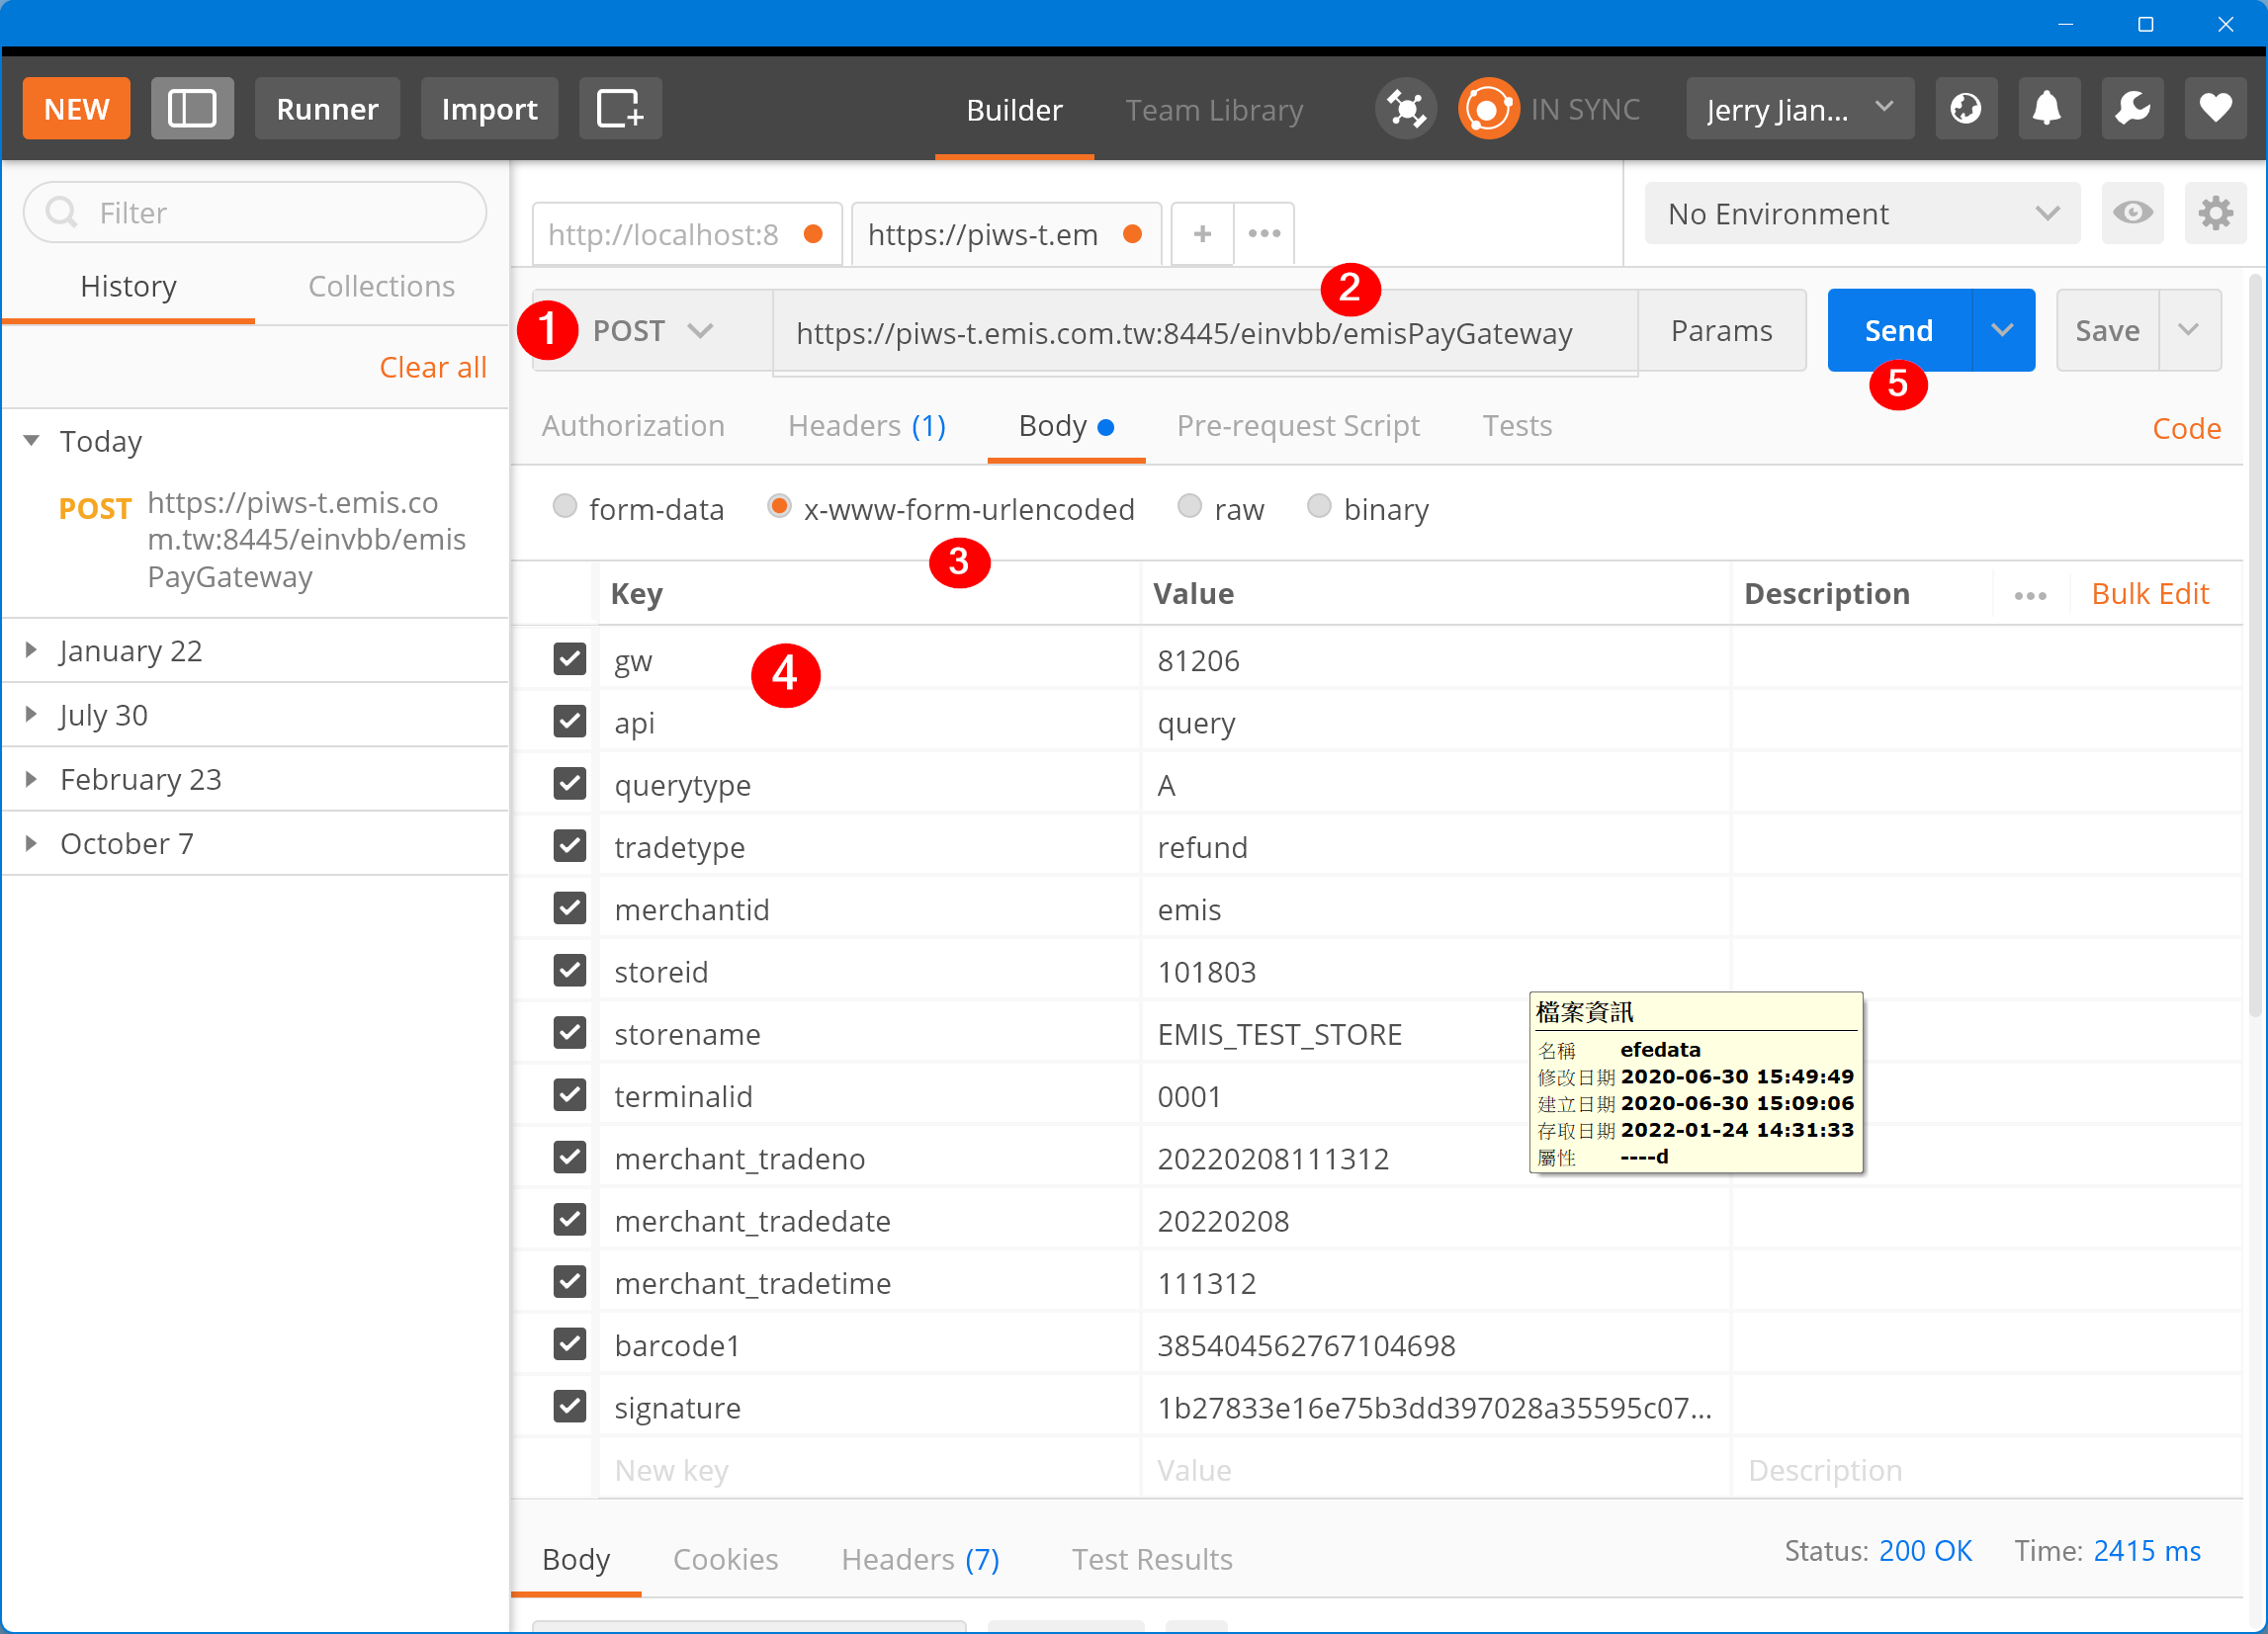 NEW Runner Import Builder Team Library IN SYNC Jerry Jian...
Filter
History Collections
Clear all
Today
POST https://piws-t.emis.co
m.tw:8445/einvbb/emis
PayGateway
January 22
July 30
February 23
October 7
http://localhost:8 https://piws-t.em + ••• No Environment
1 POST https://piws-t.emis.com.tw:8445/einvbb/emisPayGateway 2 Params Send 5 Save
Authorization Headers (1) Body Pre-request Script Tests Code
form-data x-www-form-urlencoded raw binary
3
Key Value Description ••• Bulk Edit
gw 4 81206
api query
querytype A
tradetype refund
merchantid emis
storeid 101803
storename EMIS_TEST_STORE
terminalid 0001
merchant_tradeno 20220208111312
merchant_tradedate 20220208
merchant_tradetime 111312
barcode1 385404562767104698
signature 1b27833e16e75b3dd397028a35595c07...
New key Value Description
檔案資訊
名稱 efedata
修改日期 2020-06-30 15:49:49
建立日期 2020-06-30 15:09:06
存取日期 2022-01-24 14:31:33
屬性 ----d
Body Cookies Headers (7) Test Results Status: 200 OK Time: 2415 ms